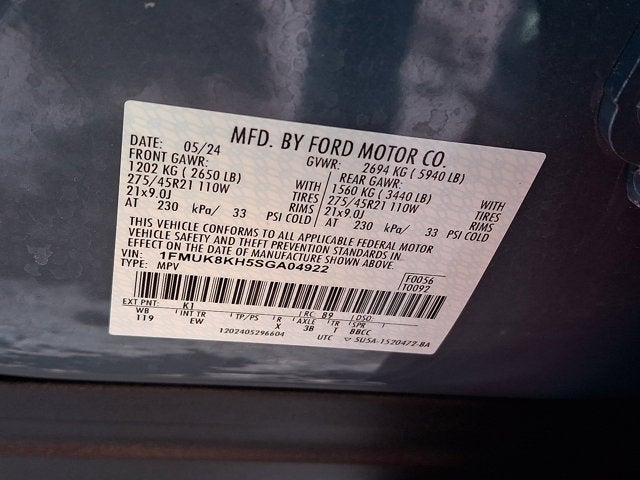 MFD. BY FORD MOTOR CO.
DATE: 05/24 GVWR: 2694 KG ( 5940 LB)
FRONT GAWR: REAR GAWR:
1202 KG ( 2650 LB) WITH 1560 KG ( 3440 LB) WITH
275/45R21 110W TIRES 275/45R21 110W TIRES
21x9.0J RIMS 21x9.0J RIMS
AT 230 kPa/ 33 PSI COLD AT 230 kPa/ 33 PSI COLD
THIS VEHICLE CONFORMS TO ALL APPLICABLE FEDERAL MOTOR
VEHICLE SAFETY AND THEFT PREVENTION STANDARDS IN
EFFECT ON THE DATE OF MANUFACTURE SHOWN ABOVE.
VIN: 1FMUK8KH5SGA04922 F0056
TYPE: MPV T0092
EXT PNT: K1 RC: 89 DSO:
WB INT TR TP/PS R AXLE TR SPR
119 EW X 3B T BBCC
1202405296604 UTC ▽ 5U5A-1520472-BA